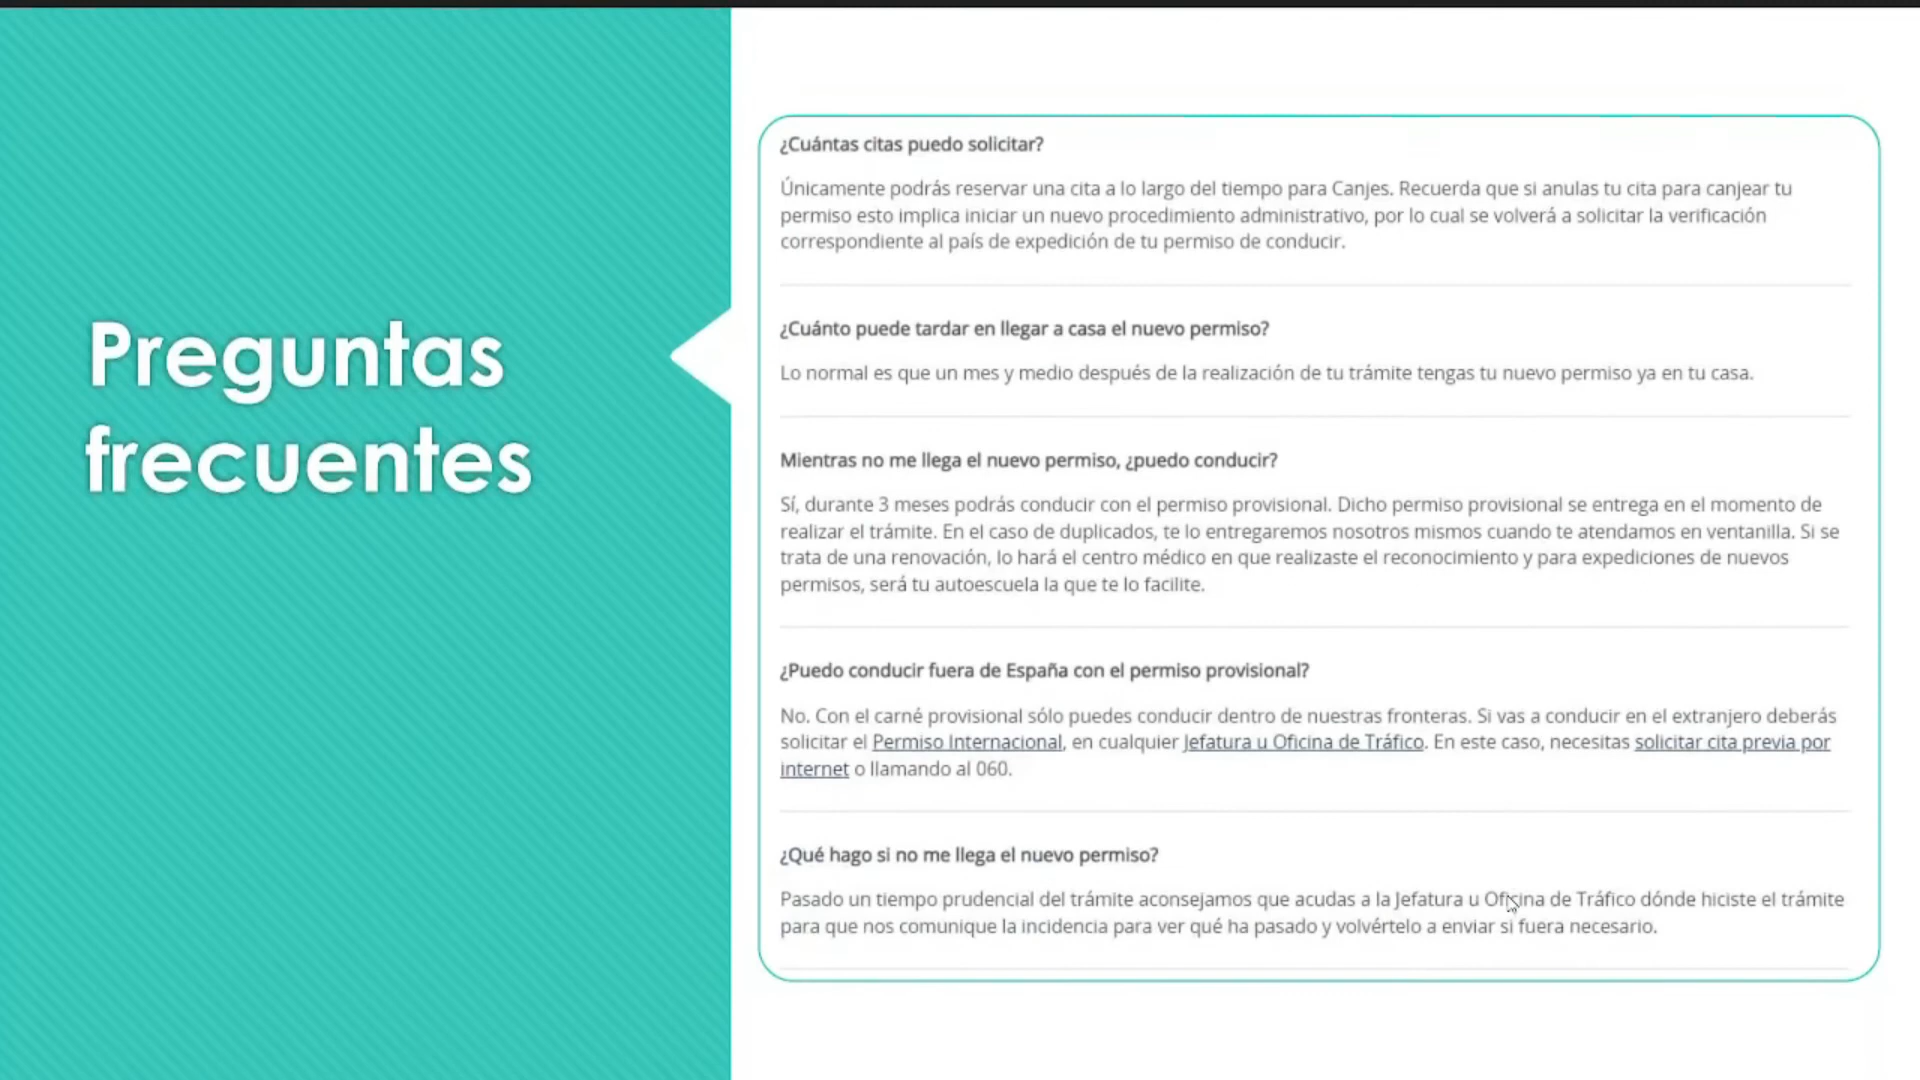 Preguntas
frecuentes
¿Cuántas citas puedo solicitar?
Únicamente podrás reservar una cita a lo largo del tiempo para Canjes. Recuerda que si anulas tu cita para canjear tu
permiso esto implica iniciar un nuevo procedimiento administrativo, por lo cual se volverá a solicitar la verificación
correspondiente al país de expedición de tu permiso de conducir.
¿Cuánto puede tardar en llegar a casa el nuevo permiso?
Lo normal es que un mes y medio después de la realización de tu trámite tengas tu nuevo permiso ya en tu casa.
Mientras no me llega el nuevo permiso, ¿puedo conducir?
Sí, durante 3 meses podrás conducir con el permiso provisional. Dicho permiso provisional se entrega en el momento de
realizar el trámite. En el caso de duplicados, te lo entregaremos nosotros mismos cuando te atendamos en ventanilla. Si se
trata de una renovación, lo hará el centro médico en que realizaste el reconocimiento y para expediciones de nuevos
permisos, será tu autoescuela la que te lo facilite.
¿Puedo conducir fuera de España con el permiso provisional?
No. Con el carné provisional sólo puedes conducir dentro de nuestras fronteras. Si vas a conducir en el extranjero deberás
solicitar el Permiso Internacional, en cualquier Jefatura u Oficina de Tráfico. En este caso, necesitas solicitar cita previa por
internet o llamando al 060.
¿Qué hago si no me llega el nuevo permiso?
Pasado un tiempo prudencial del trámite aconsejamos que acudas a la Jefatura u Oficina de Tráfico dónde hiciste el trámite
para que nos comunique la incidencia para ver qué ha pasado y volvértelo a enviar si fuera necesario.